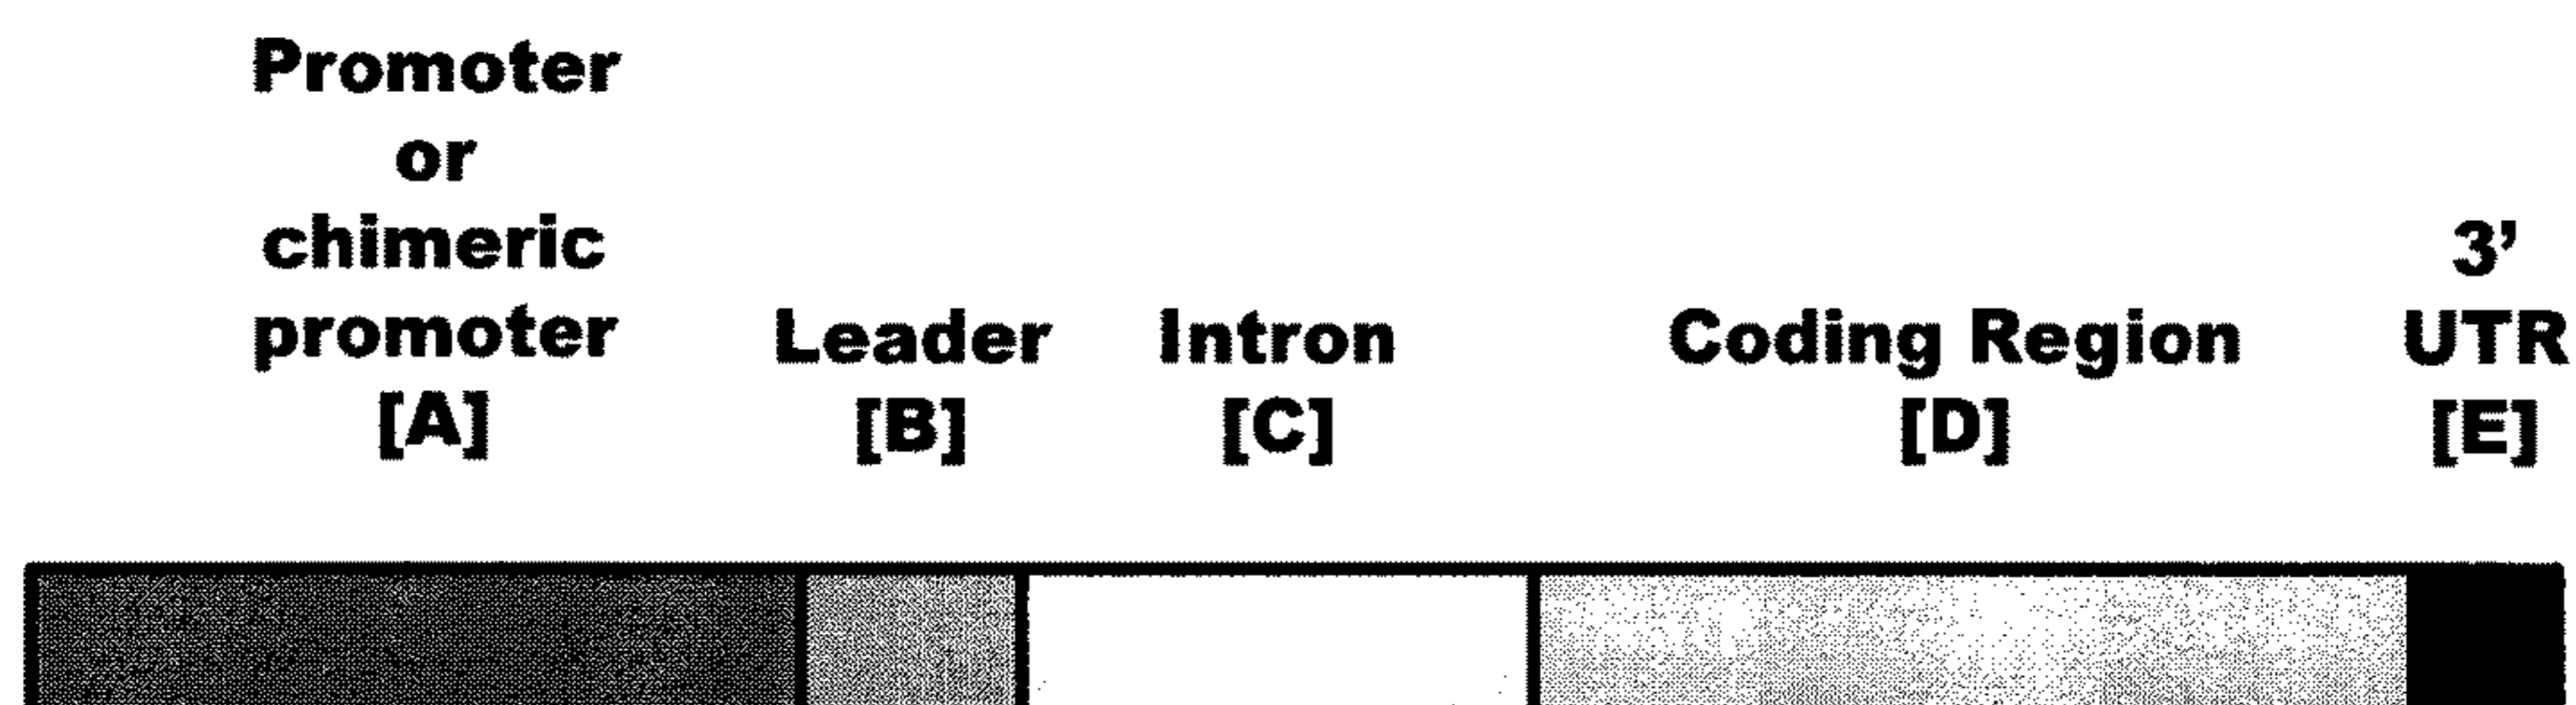 Promoter
or
chimeric
promoter
[A]
Leader
[B]
Intron
[C]
Coding Region
[D]
3’
UTR
[E]